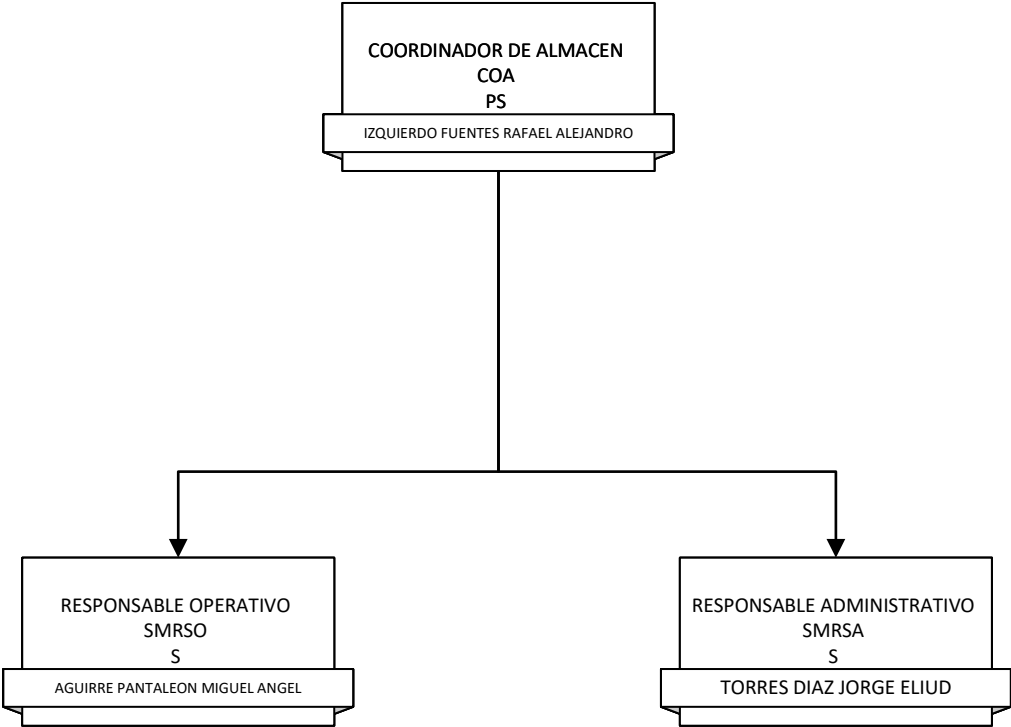 COORDINADOR DE ALMACEN
COA
PS
IZQUIERDO FUENTES RAFAEL ALEJANDRO
RESPONSABLE OPERATIVO
SMRSO
S
AGUIRRE PANTALEON MIGUEL ANGEL
RESPONSABLE ADMINISTRATIVO
SMRSA
S
TORRES DIAZ JORGE ELIUD